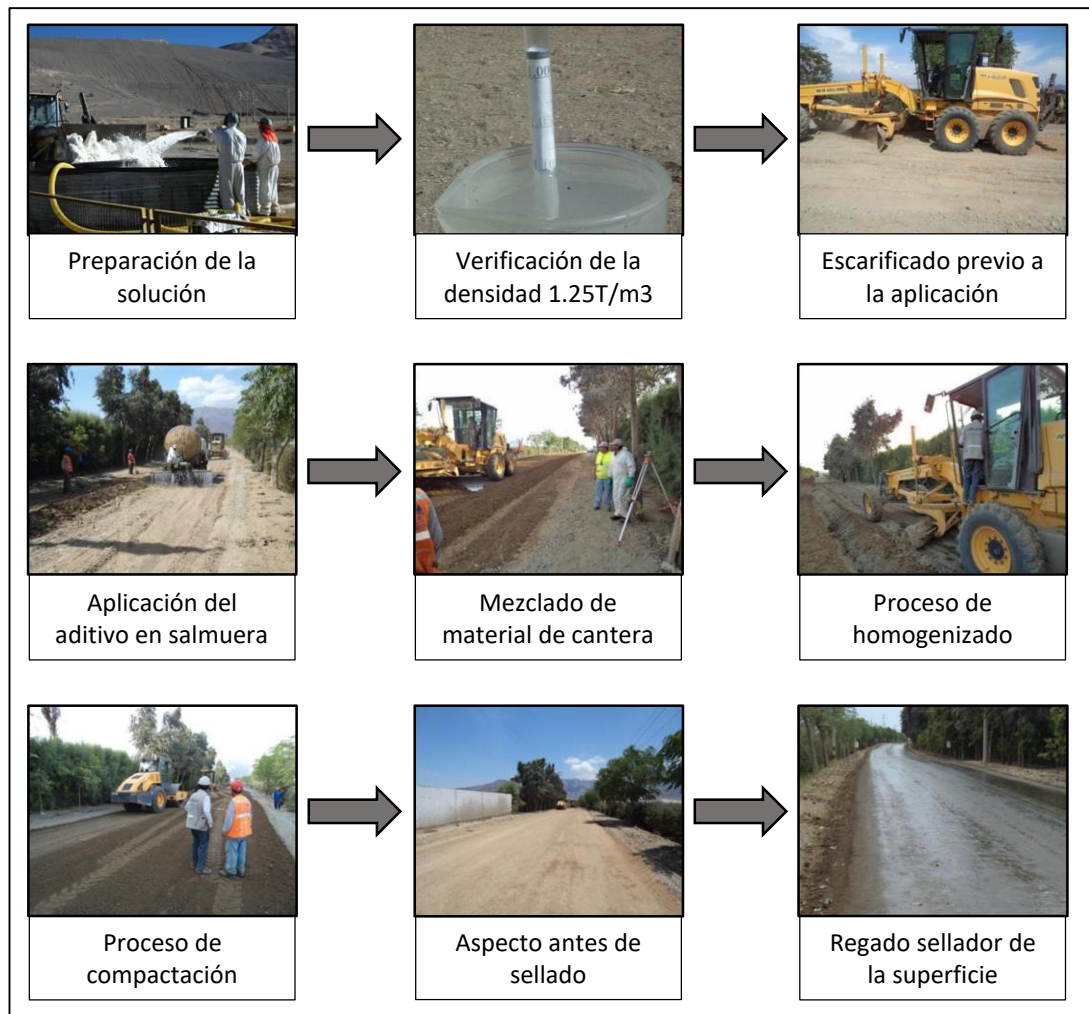 1.00
Preparación de la
solución
Verificación de la
densidad 1.25T/m3
Escarificado previo a
la aplicación
Aplicación del
aditivo en salmuera
Mezclado de
material de cantera
Proceso de
homogenizado
Proceso de
compactación
Aspecto antes de
sellado
Regado sellador de
la superficie